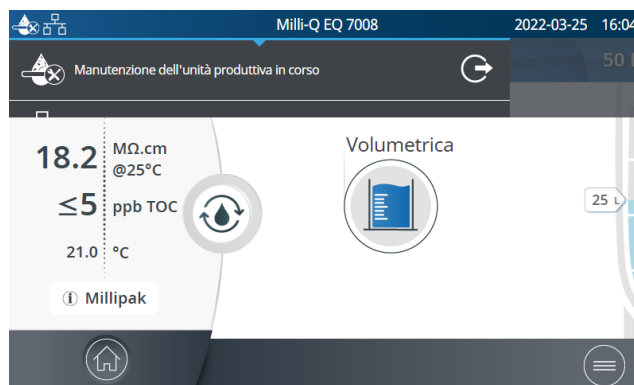 Milli-Q EQ 7008
2022-03-25 16:04
Manutenzione dell'unità produttiva in corso
50
18.2 MΩ.cm
@25°C
≤5 ppb TOC
21.0 °C
Millipak
Volumetrica
25 L